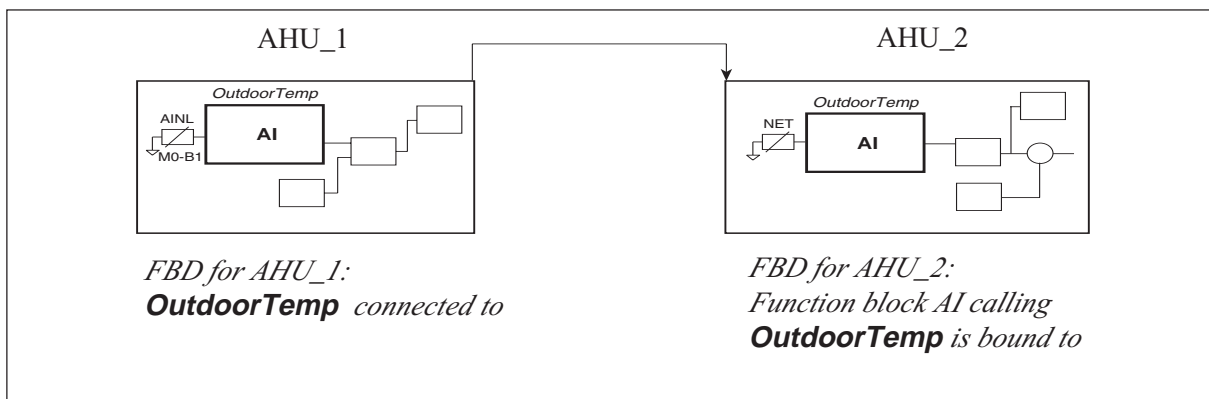 AHU_1
AHU_2
OutdoorTemp
AINL
AI
M0-B1
OutdoorTemp
NET
AI
FBD for AHU_1:
OutdoorTemp connected to
FBD for AHU_2:
Function block AI calling
OutdoorTemp is bound to